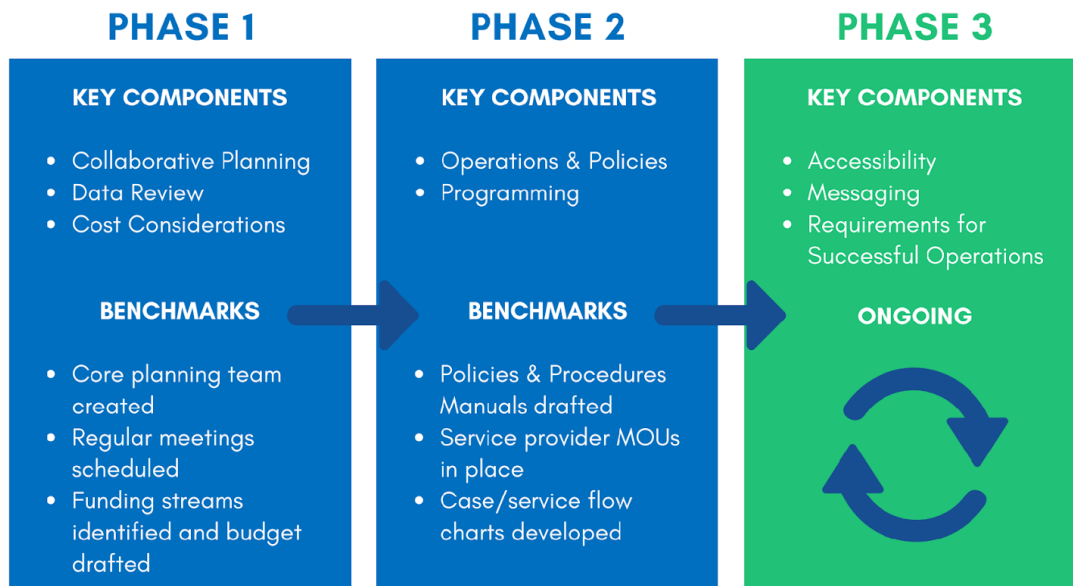 PHASE 1
KEY COMPONENTS
• Collaborative Planning
• Data Review
• Cost Considerations
BENCHMARKS
• Core planning team
created
• Regular meetings
scheduled
• Funding streams
identified and budget
drafted
PHASE 2
KEY COMPONENTS
• Operations & Policies
• Programming
BENCHMARKS
• Policies & Procedures
Manuals drafted
• Service provider MOUs
in place
• Case/service flow
charts developed
PHASE 3
KEY COMPONENTS
• Accessibility
• Messaging
• Requirements for
Successful Operations
ONGOING